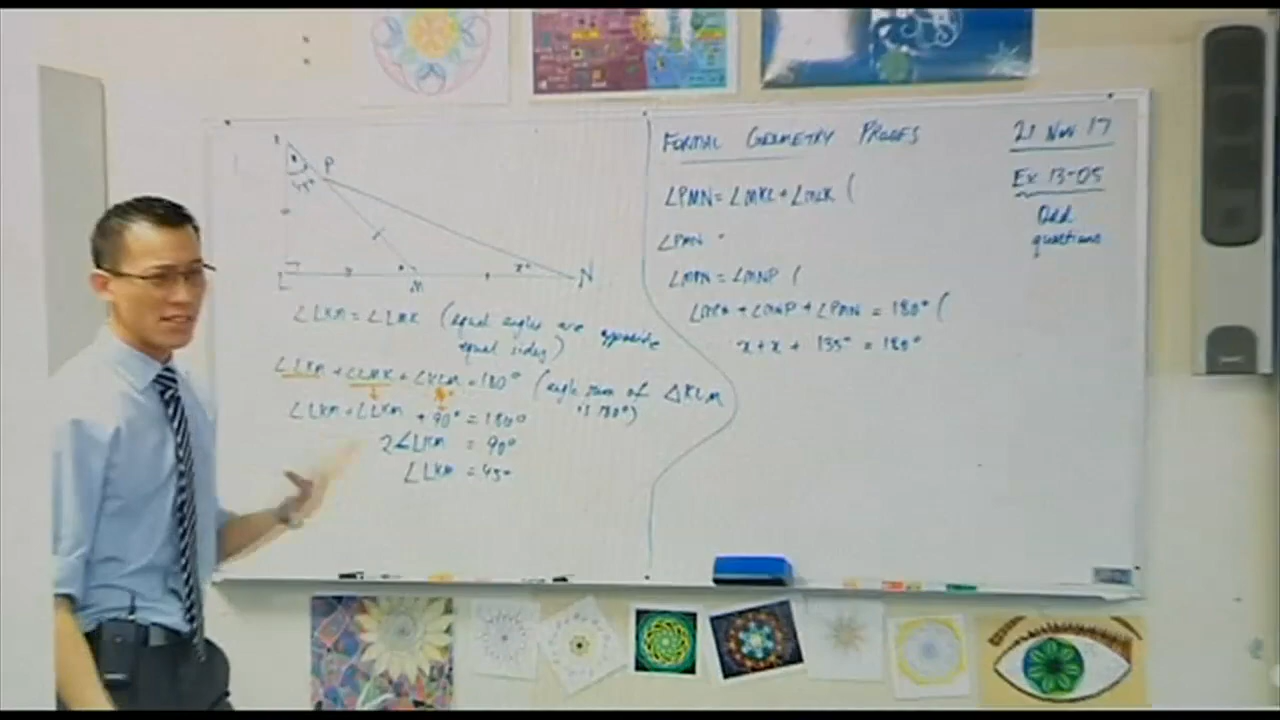 P
45°
x°
L
M
N
∠LKM = ∠LMK (equal angles are opposite
equal sides)
∠LKM + ∠LMK + ∠KLM = 180° (angle sum of △KLM
is 180°)
∠LKM + ∠LKM + 90° = 180°
2∠LKM = 90°
∠LKM = 45°
FORMAL GEOMETRY PROOFS
∠PMN = ∠MKL + ∠MLK (
∠PMN =
∠MPN = ∠MNP (
∠MPN + ∠MNP + ∠PMN = 180° (
x + x + 135° = 180°
21 Nov 17
Ex 13-05
Odd
questions